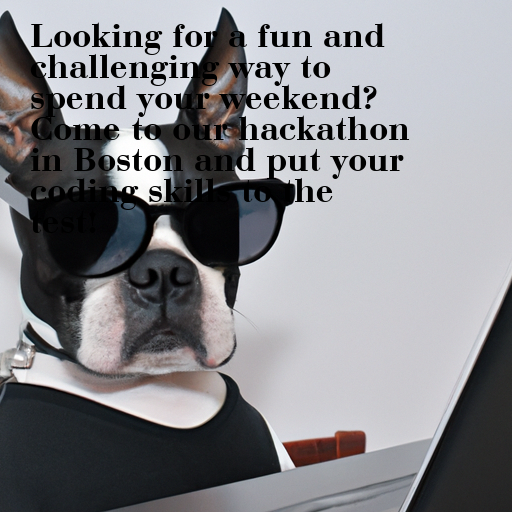 Looking for a fun and
challenging way to
spend your weekend?
Come to our hackathon
in Boston and put your
coding skills to the
test!